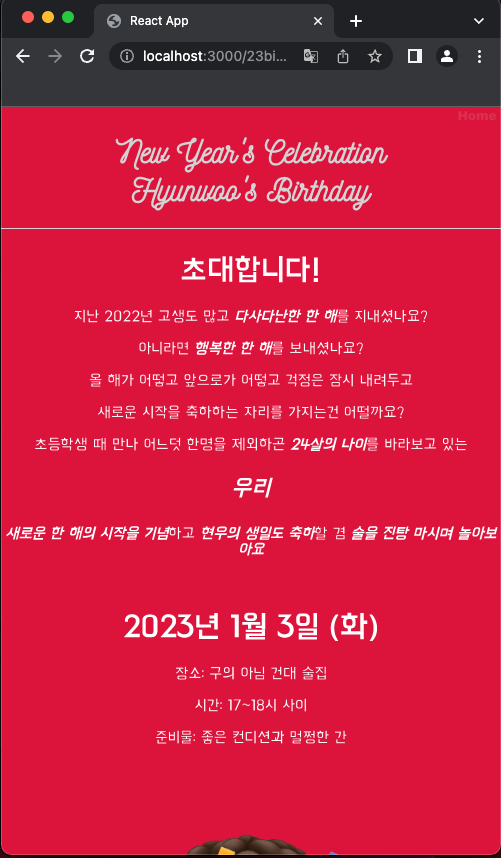 React App
localhost:3000/23bi...
Home
New Year's Celebration
Hyunwoo's Birthday
초대합니다!
지난 2022년 고생도 많고 다사다난한 한 해를 지내셨나요?
아니라면 행복한 한 해를 보내셨나요?
올 해가 어떻고 앞으로가 어떻고 걱정은 잠시 내려두고
새로운 시작을 축하하는 자리를 가지는건 어떨까요?
초등학생 때 만나 어느덧 한명을 제외하곤 24살의 나이를 바라보고 있는
우리
새로운 한 해의 시작을 기념하고 현우의 생일도 축하할 겸 술을 진탕 마시며 놀아보
아요
2023년 1월 3일 (화)
장소: 구의 아님 건대 술집
시간: 17~18시 사이
준비물: 좋은 컨디션과 멀쩡한 간